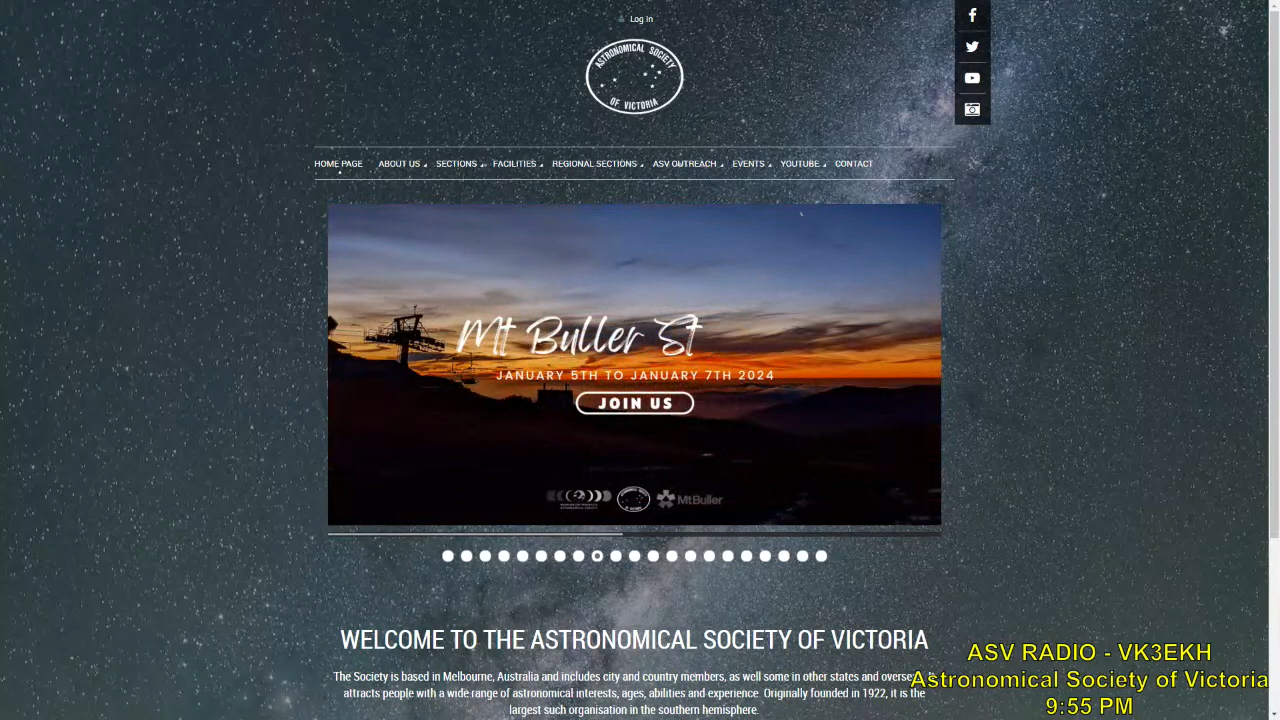 Log in
ASTRONOMICAL SOCIETY
OF VICTORIA
HOME PAGE ABOUT US SECTIONS FACILITIES REGIONAL SECTIONS ASV OUTREACH EVENTS YOUTUBE CONTACT
Mt Buller St
JANUARY 5TH TO JANUARY 7TH 2024
JOIN US
Mt Buller
WELCOME TO THE ASTRONOMICAL SOCIETY OF VICTORIA
The Society is based in Melbourne, Australia and includes city and country members, as well some in other states and overse
attracts people with a wide range of astronomical interests, ages, abilities and experience. Originally founded in 1922, it is the
largest such organisation in the southern hemisphere.
ASV RADIO - VK3EKH
Astronomical Society of Victoria
9:55 PM